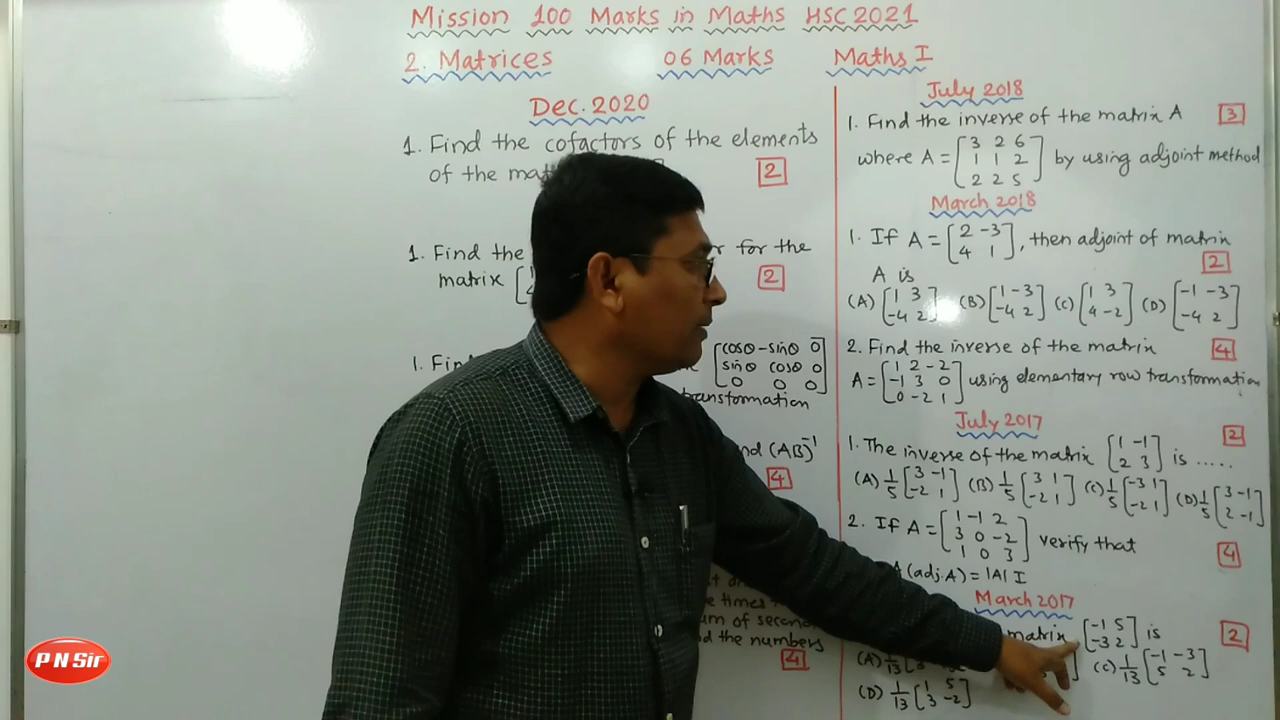 Mission 100 Marks in Maths HSC 2021
2. Matrices 06 Marks Maths I
Dec. 2020
1. Find the cofactors of the elements
of the
2
1. Find the for the
matrix 2
1.
[cosθ -sinθ 0
sinθ cosθ 0
0 0 0]
transformation
(AB)⁻¹
4
times
of
the numbers
4
July 2018
1. Find the inverse of the matrix A 3
where A = [3 2 6
1 1 2
2 2 5] by using adjoint method
March 2018
1. If A = [2 -3
4 1], then adjoint of matrix
A is 2
(A) [1 3
-4 2] (B) [1 -3
-4 2] (C) [1 3
4 -2] (D) [-1 -3
-4 2]
2. Find the inverse of the matrix 4
A = [1 2 -2
-1 3 0
0 -2 1] using elementary row transformation
July 2017
2
1. The inverse of the matrix [1 -1
2 3] is .....
(A) 1/5 [3 -1
-2 1] (B) 1/5 [3 1
-2 1] (C) 1/5 [-3 1
-2 1] (D) 1/5 [3 -1
2 -1]
2. If A = [1 -1 2
3 0 -2
1 0 3] verify that 4
A(adj.A) = |A| I
March 2017
matrix [-1 5
-3 2] is 2
(A) 1/13
(C) 1/13 [-1 -3
5 2]
(D) 1/13 [1 5
3 -2]
P N Sir